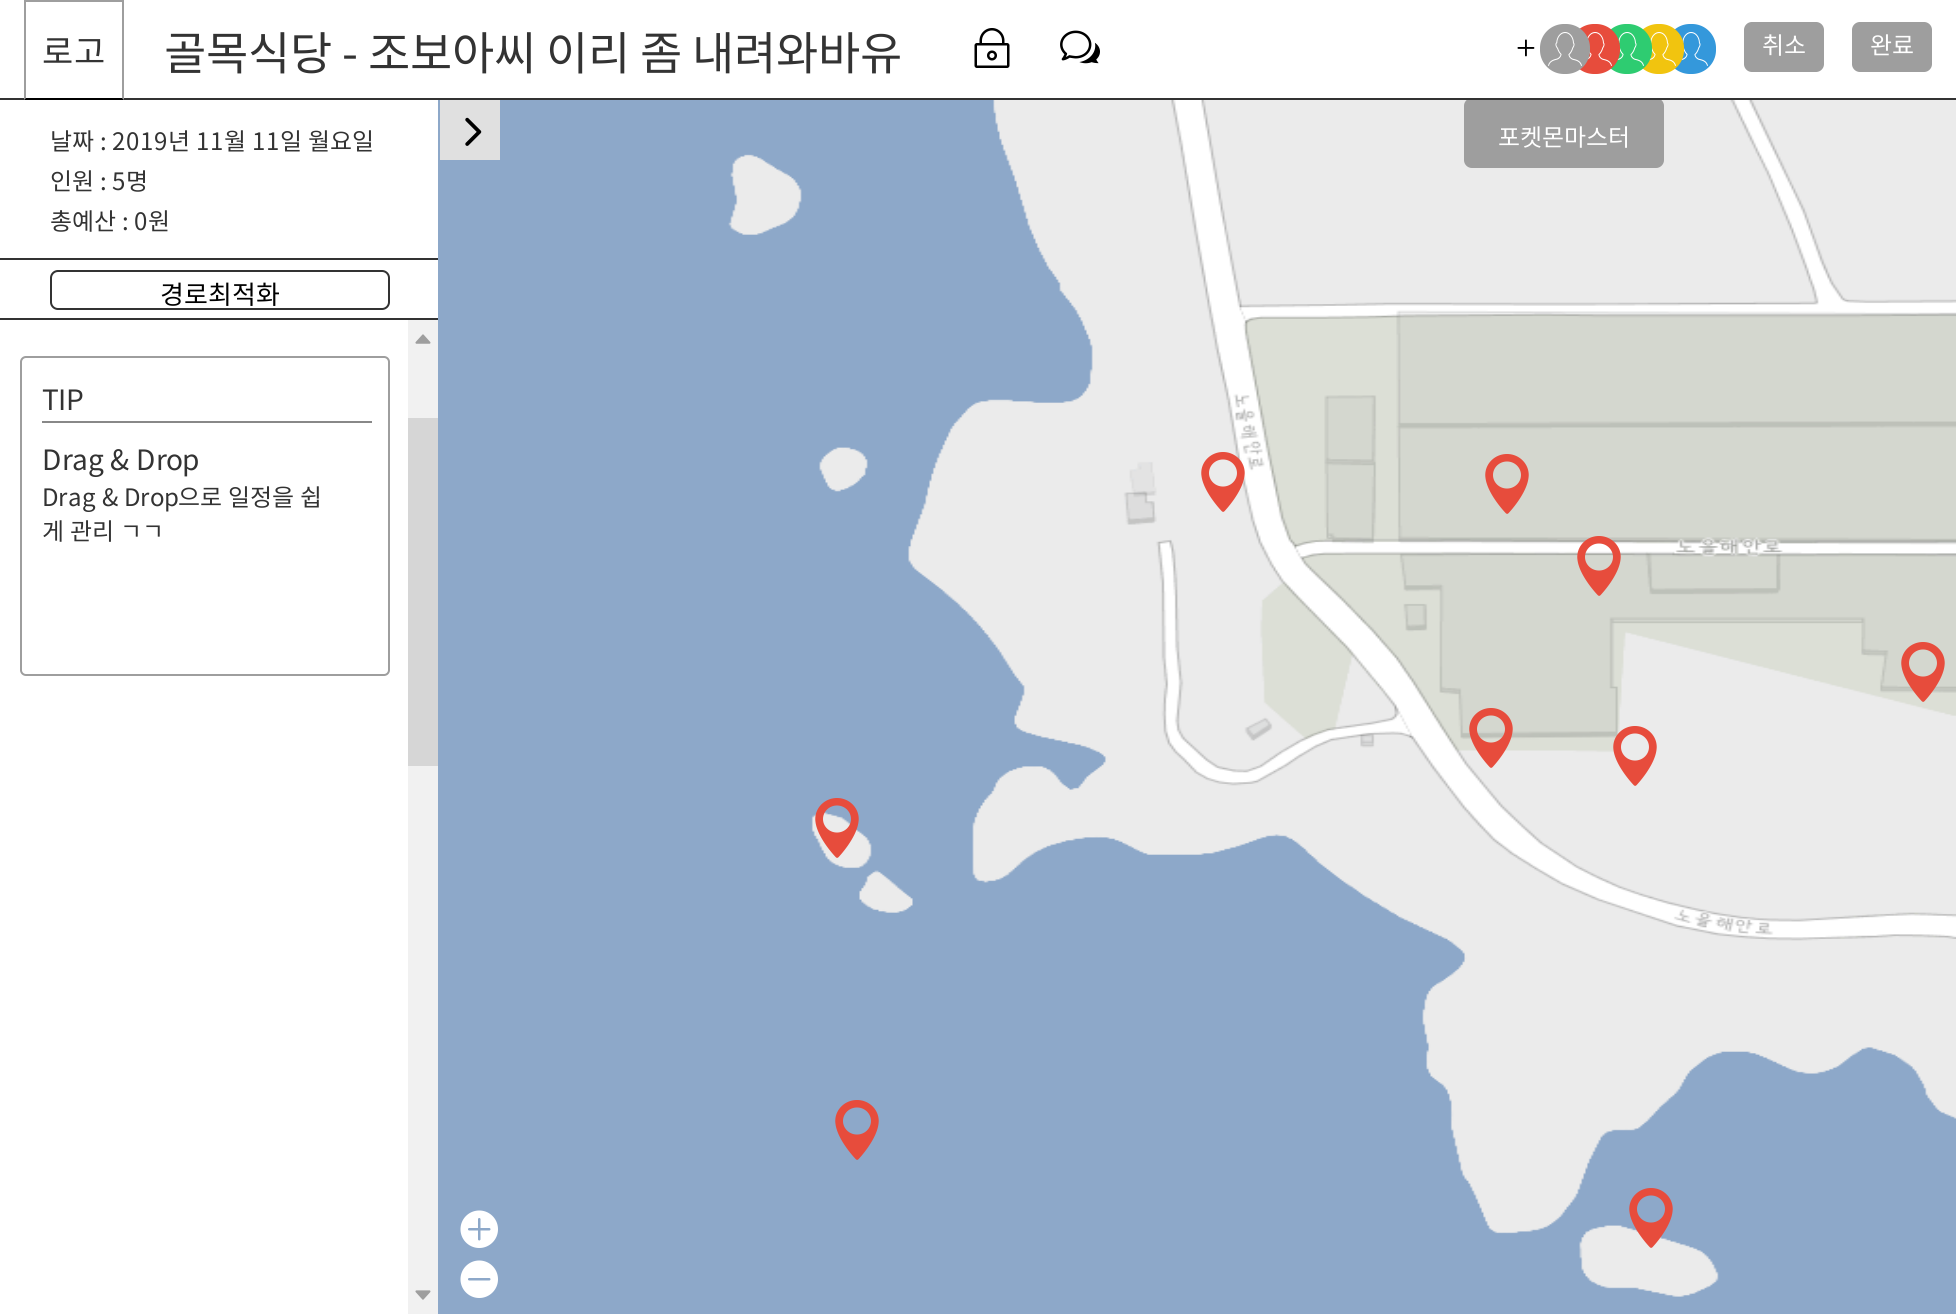 로고
골목식당 - 조보아씨 이리 좀 내려와바유
취소
완료
날짜 : 2019년 11월 11일 월요일
인원 : 5명
총예산 : 0원
경로최적화
포켓몬마스터
TIP
Drag & Drop
Drag & Drop으로 일정을 쉽
게 관리 ㄱㄱ
노을해안로
노을해안로
노을해안로